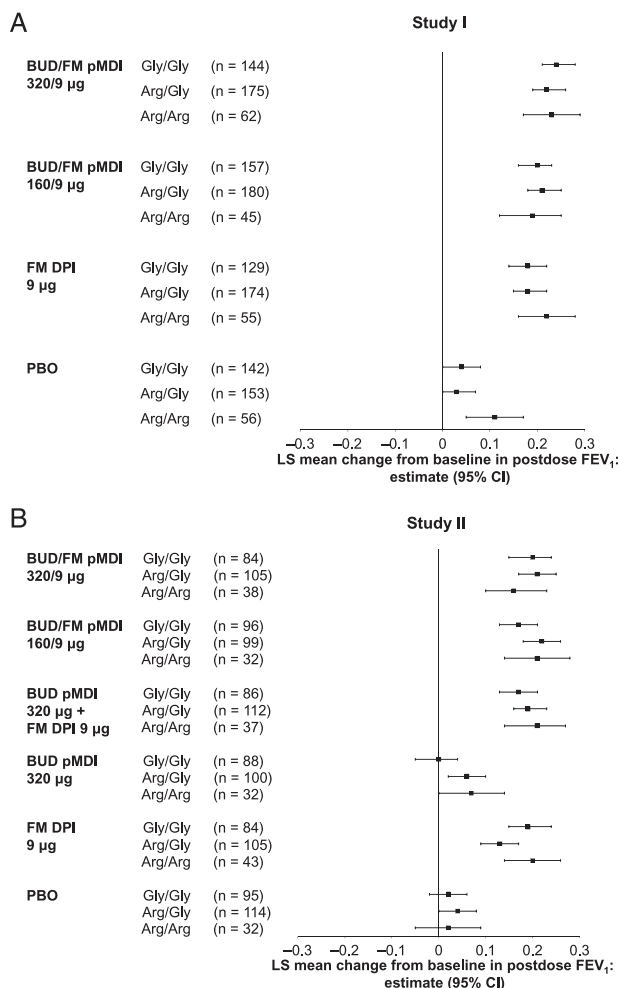 A
Study I
BUD/FM pMDI Gly/Gly (n = 144)
320/9 µg Arg/Gly (n = 175)
Arg/Arg (n = 62)
BUD/FM pMDI Gly/Gly (n = 157)
160/9 µg Arg/Gly (n = 180)
Arg/Arg (n = 45)
FM DPI Gly/Gly (n = 129)
9 µg Arg/Gly (n = 174)
Arg/Arg (n = 55)
PBO Gly/Gly (n = 142)
Arg/Gly (n = 153)
Arg/Arg (n = 56)
–0.3 –0.2 –0.1 0 0.1 0.2 0.3
LS mean change from baseline in postdose FEV₁:
estimate (95% CI)
B
Study II
BUD/FM pMDI Gly/Gly (n = 84)
320/9 µg Arg/Gly (n = 105)
Arg/Arg (n = 38)
BUD/FM pMDI Gly/Gly (n = 96)
160/9 µg Arg/Gly (n = 99)
Arg/Arg (n = 32)
BUD pMDI Gly/Gly (n = 86)
320 µg + Arg/Gly (n = 112)
FM DPI 9 µg Arg/Arg (n = 37)
BUD pMDI Gly/Gly (n = 88)
320 µg Arg/Gly (n = 100)
Arg/Arg (n = 32)
FM DPI Gly/Gly (n = 84)
9 µg Arg/Gly (n = 105)
Arg/Arg (n = 43)
PBO Gly/Gly (n = 95)
Arg/Gly (n = 114)
Arg/Arg (n = 32)
–0.3 –0.2 –0.1 0 0.1 0.2 0.3
LS mean change from baseline in postdose FEV₁:
estimate (95% CI)